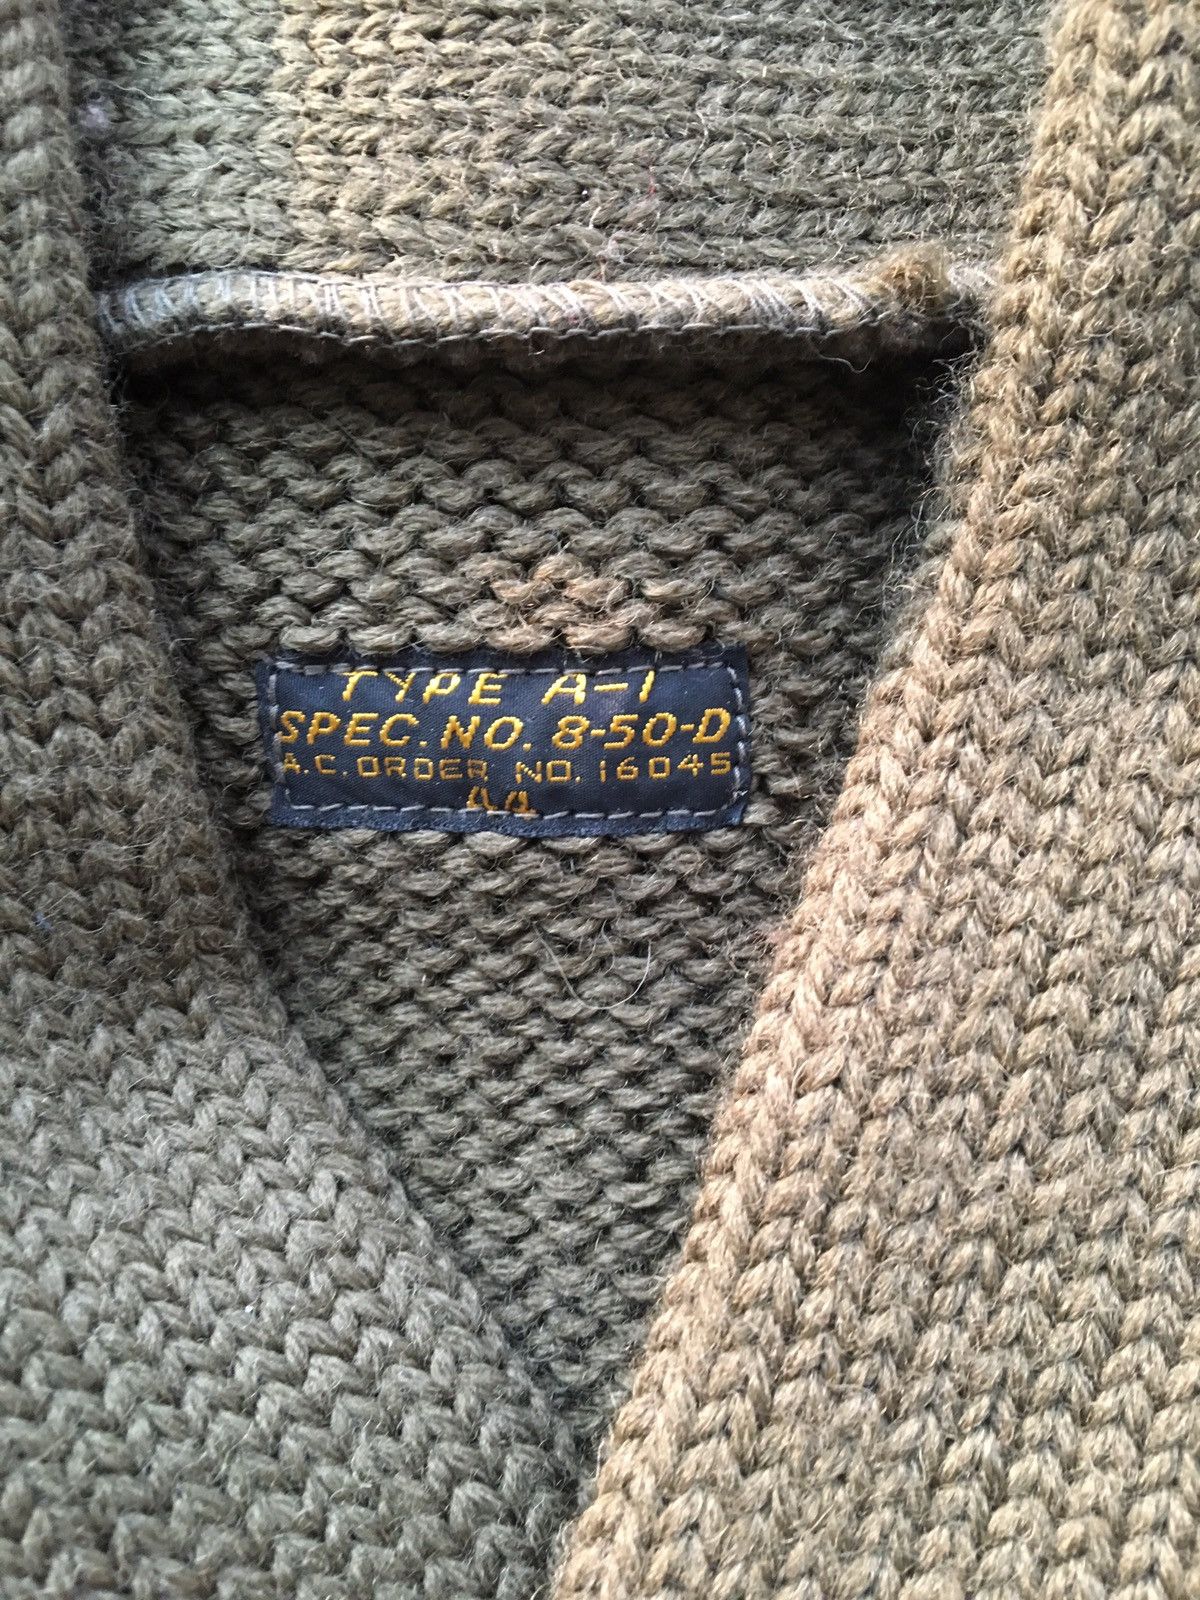 TYPE A-1
SPEC. NO. 8-50-D
A.C. ORDER NO. 16045
44